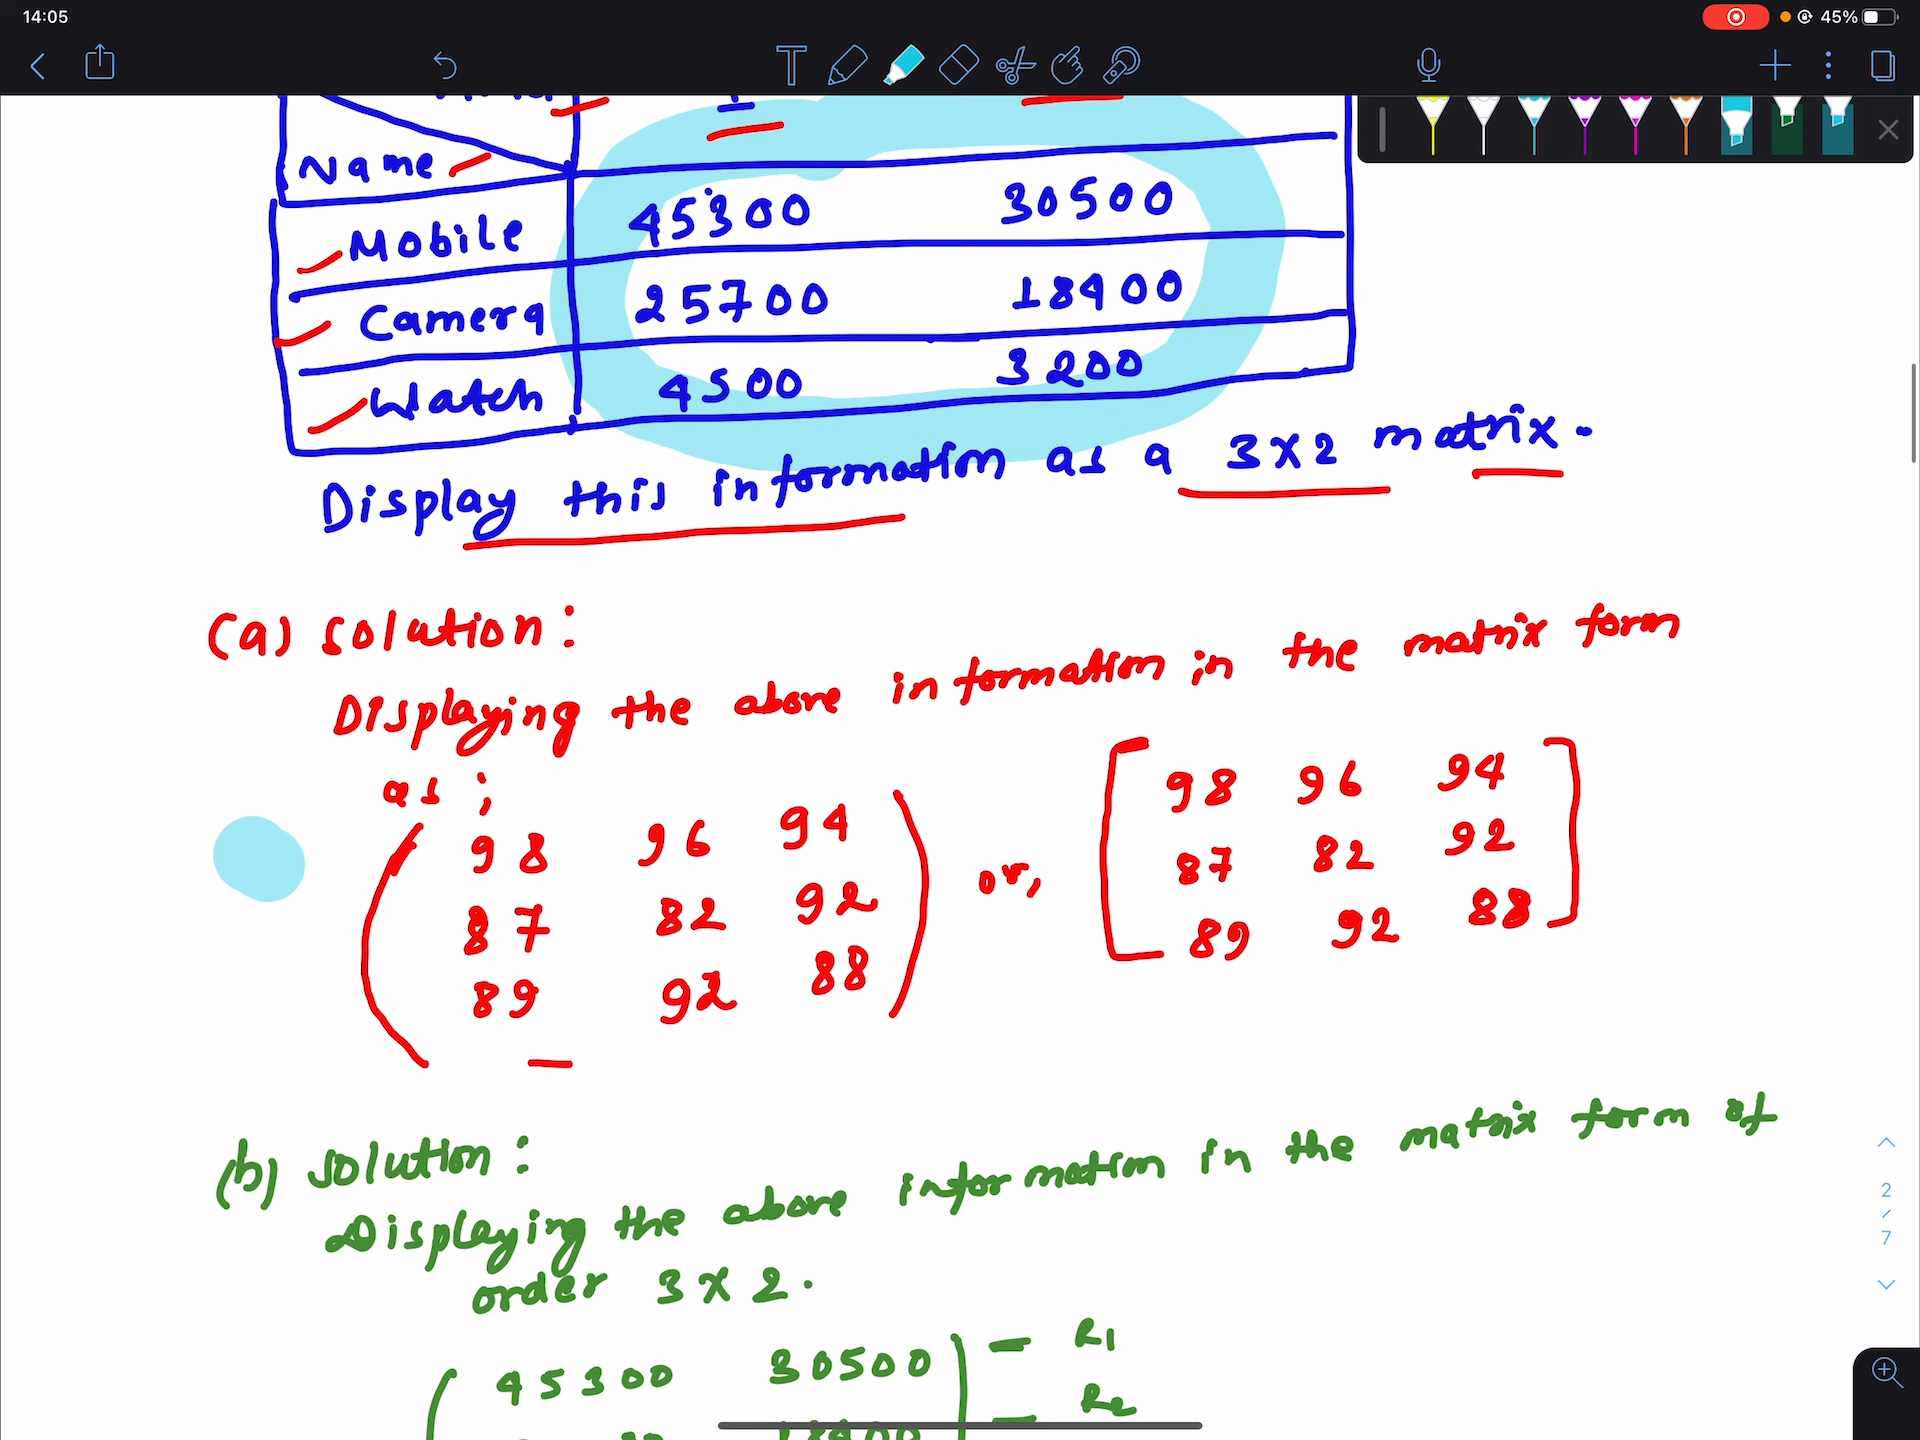 14:05
45%
Name
Mobile 45300 30500
Camera 25700 18400
Watch 4500 3200
Display this information as a 3x2 matrix.
(a) solution:
Displaying the above information in the matrix form
as;
98 96 94
87 82 92
89 92 88
or,
98 96 94
87 82 92
89 92 88
(b) solution:
Displaying the above information in the matrix form of
order 3x2.
45300 30500 R1
18400 R2
2
7